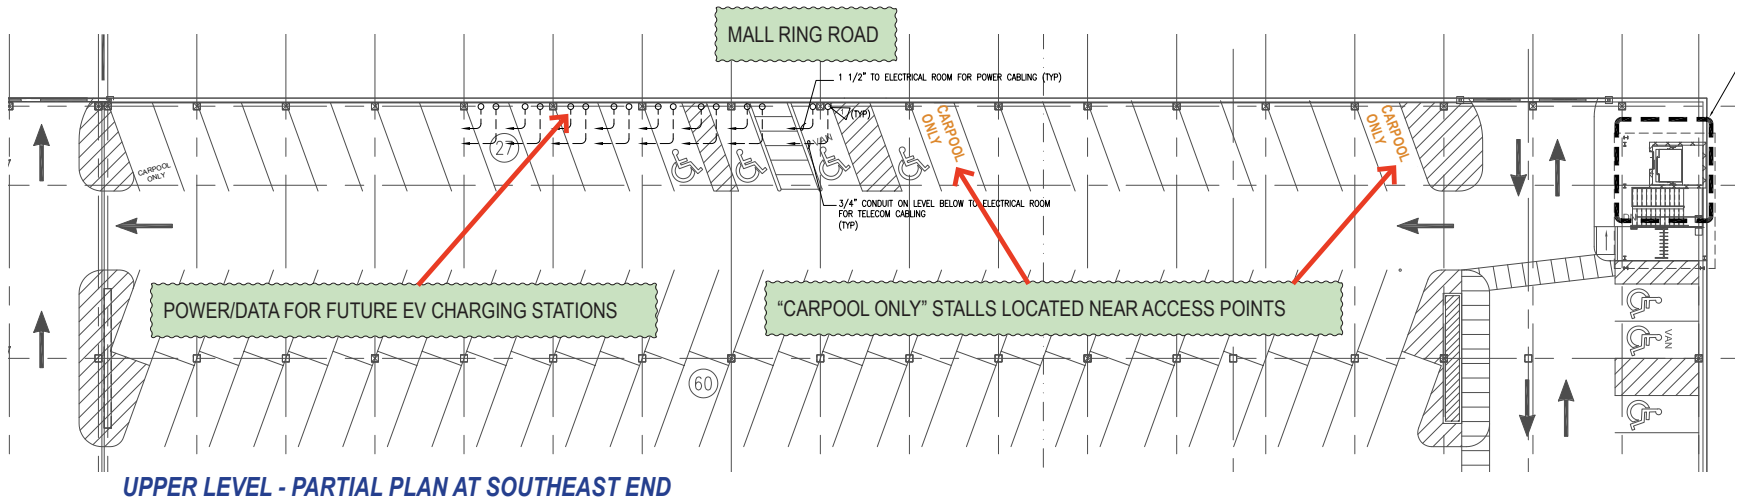 MALL RING ROAD
1 1/2" TO ELECTRICAL ROOM FOR POWER CABLING (TYP)
(TYP)
27
VAN
CARPOOL
ONLY
CARPOOL
ONLY
CARPOOL
ONLY
3/4" CONDUIT ON LEVEL BELOW TO ELECTRICAL ROOM
FOR TELECOM CABLING
(TYP)
POWER/DATA FOR FUTURE EV CHARGING STATIONS
“CARPOOL ONLY” STALLS LOCATED NEAR ACCESS POINTS
VAN
60
UPPER LEVEL - PARTIAL PLAN AT SOUTHEAST END